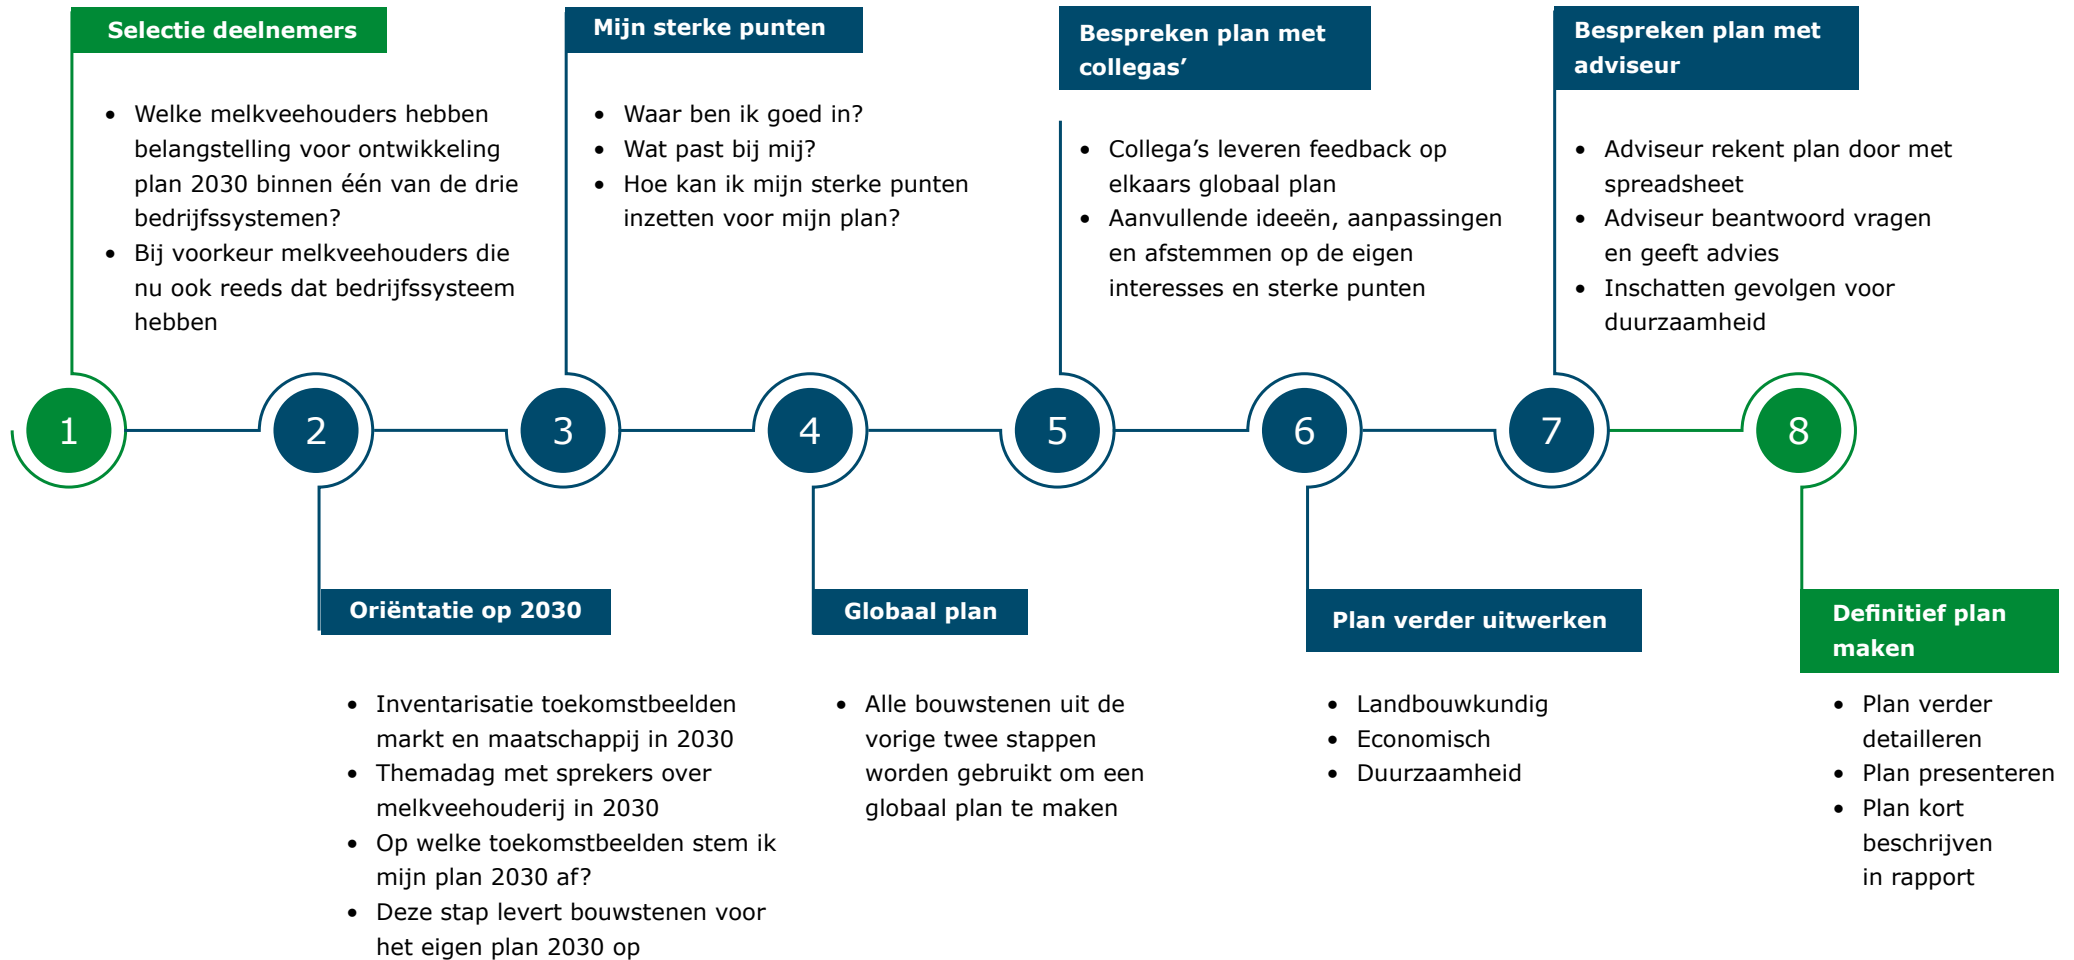 Selectie deelnemers
• Welke melkveehouders hebben
belangstelling voor ontwikkeling
plan 2030 binnen één van de drie
bedrijfssystemen?
• Bij voorkeur melkveehouders die
nu ook reeds dat bedrijfssysteem
hebben
Mijn sterke punten
• Waar ben ik goed in?
• Wat past bij mij?
• Hoe kan ik mijn sterke punten
inzetten voor mijn plan?
Bespreken plan met
collegas’
• Collega’s leveren feedback op
elkaars globaal plan
• Aanvullende ideeën, aanpassingen
en afstemmen op de eigen
interesses en sterke punten
Bespreken plan met
adviseur
• Adviseur rekent plan door met
spreadsheet
• Adviseur beantwoord vragen
en geeft advies
• Inschatten gevolgen voor
duurzaamheid
1
2
3
4
5
6
7
8
Oriëntatie op 2030
• Inventarisatie toekomstbeelden
markt en maatschappij in 2030
• Themadag met sprekers over
melkveehouderij in 2030
• Op welke toekomstbeelden stem ik
mijn plan 2030 af?
• Deze stap levert bouwstenen voor
het eigen plan 2030 op
Globaal plan
• Alle bouwstenen uit de
vorige twee stappen
worden gebruikt om een
globaal plan te maken
Plan verder uitwerken
• Landbouwkundig
• Economisch
• Duurzaamheid
Definitief plan
maken
• Plan verder
detailleren
• Plan presenteren
• Plan kort
beschrijven
in rapport